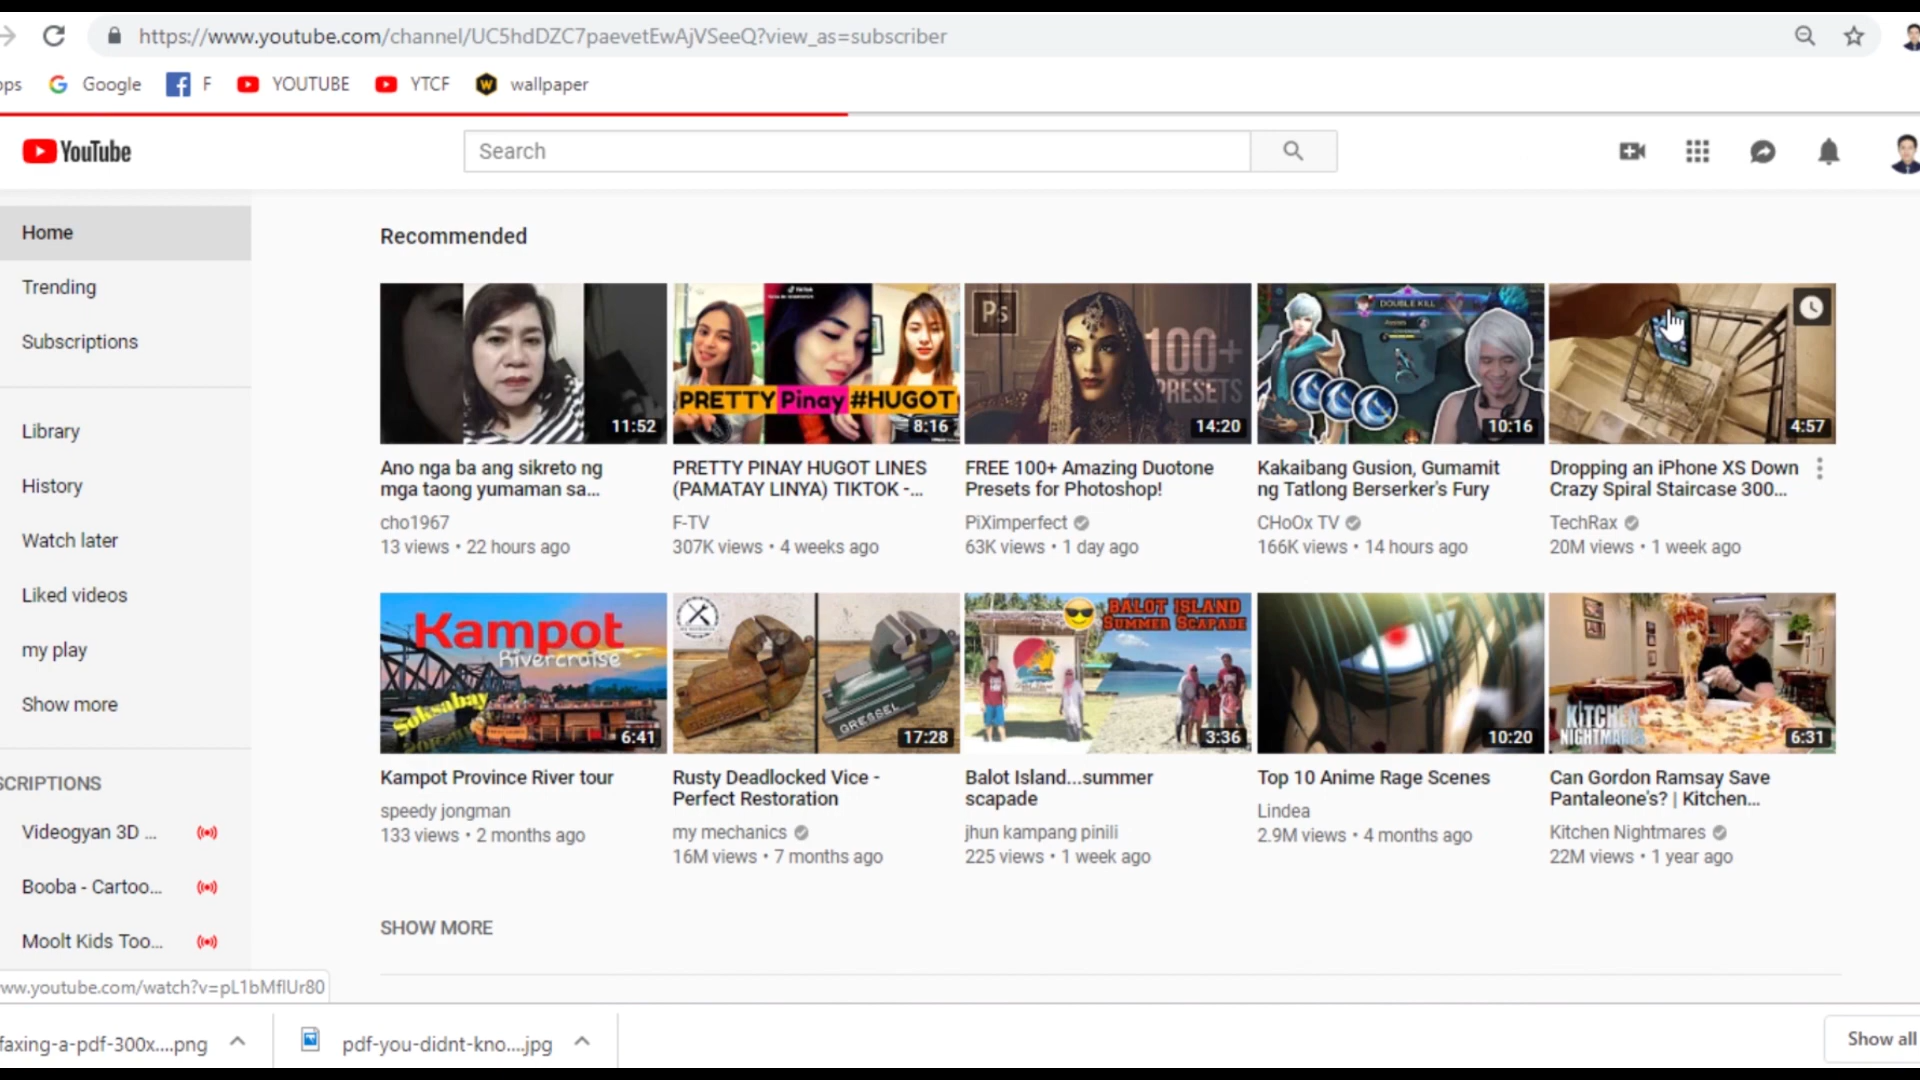 https://www.youtube.com/channel/UC5hdDZC7paevetEwAjVSeeQ?view_as=subscriber
ops Google F YOUTUBE YTCF wallpaper
YouTube
Search
Home
Trending
Subscriptions
Library
History
Watch later
Liked videos
my play
Show more
SCRIPTIONS
Videogyan 3D ...
Booba - Cartoo...
Moolt Kids Too...
Recommended
11:52
PRETTY Pinay #HUGOT
8:16
Ps
100+
PRESETS
14:20
DOUBLE KILL
10:16
4:57
Ano nga ba ang sikreto ng
mga taong yumaman sa...
cho1967
13 views • 22 hours ago
PRETTY PINAY HUGOT LINES
(PAMATAY LINYA) TIKTOK -...
F-TV
307K views • 4 weeks ago
FREE 100+ Amazing Duotone
Presets for Photoshop!
PiXimperfect
63K views • 1 day ago
Kakaibang Gusion, Gumamit
ng Tatlong Berserker's Fury
CHoOx TV
166K views • 14 hours ago
Dropping an iPhone XS Down
Crazy Spiral Staircase 300...
TechRax
20M views • 1 week ago
Kampot
Rivercruise
soksabay
6:41
GRESSEL
17:28
BALOT ISLAND
SUMMER SCAPADE
3:36
10:20
KITCHEN
NIGHTMARES
6:31
Kampot Province River tour
speedy jongman
133 views • 2 months ago
Rusty Deadlocked Vice -
Perfect Restoration
my mechanics
16M views • 7 months ago
Balot Island...summer
scapade
jhun kampang pinili
225 views • 1 week ago
Top 10 Anime Rage Scenes
Lindea
2.9M views • 4 months ago
Can Gordon Ramsay Save
Pantaleone's? | Kitchen...
Kitchen Nightmares
22M views • 1 year ago
SHOW MORE
ww.youtube.com/watch?v=pL1bMflUr80
faxing-a-pdf-300x....png
pdf-you-didnt-kno....jpg
Show all